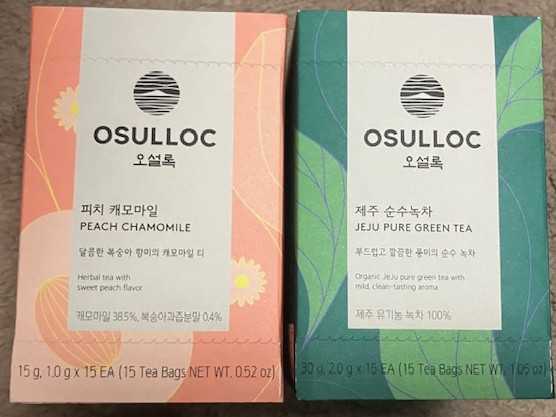 OSULLOC
오설록
피치 캐모마일
PEACH CHAMOMILE
달콤한 복숭아 향미의 캐모마일 티
Herbal tea with
sweet peach flavor
캐모마일 38.5%, 복숭아과즙분말 0.4%
15 g, 1.0 g x 15 EA (15 Tea Bags NET WT. 0.52 oz)
OSULLOC
오설록
제주 순수녹차
JEJU PURE GREEN TEA
부드럽고 깔끔한 풍미의 순수 녹차
Organic JeJu pure green tea with
mild, clean-tasting aroma
제주 유기농 녹차 100%
30 g, 2.0 g x 15 EA (15 Tea Bags NET WT. 1.05 oz)